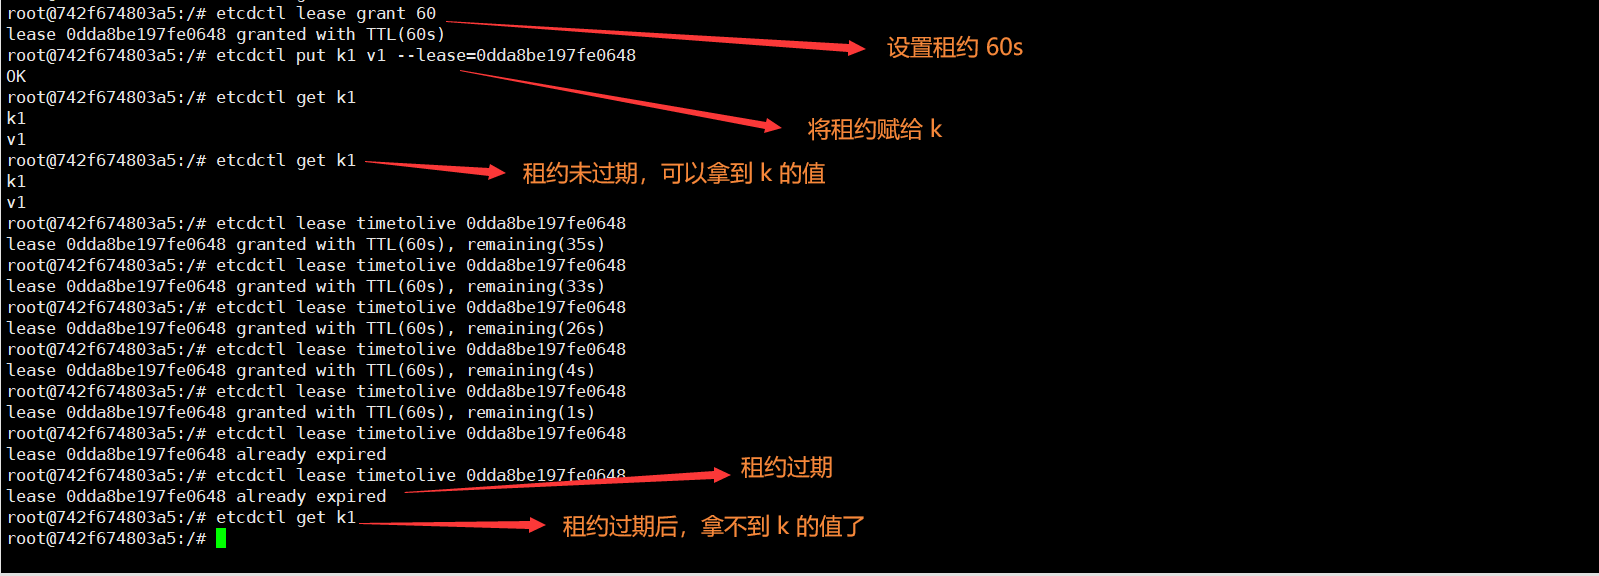 root@742f674803a5:/# etcdctl lease grant 60
lease 0dda8be197fe0648 granted with TTL(60s)
设置租约 60s
root@742f674803a5:/# etcdctl put k1 v1 --lease=0dda8be197fe0648
OK
root@742f674803a5:/# etcdctl get k1
k1
将租约赋给 k
v1
root@742f674803a5:/# etcdctl get k1
租约未过期，可以拿到 k 的值
k1
v1
root@742f674803a5:/# etcdctl lease timetolive 0dda8be197fe0648
lease 0dda8be197fe0648 granted with TTL(60s), remaining(35s)
root@742f674803a5:/# etcdctl lease timetolive 0dda8be197fe0648
lease 0dda8be197fe0648 granted with TTL(60s), remaining(33s)
root@742f674803a5:/# etcdctl lease timetolive 0dda8be197fe0648
lease 0dda8be197fe0648 granted with TTL(60s), remaining(26s)
root@742f674803a5:/# etcdctl lease timetolive 0dda8be197fe0648
lease 0dda8be197fe0648 granted with TTL(60s), remaining(4s)
root@742f674803a5:/# etcdctl lease timetolive 0dda8be197fe0648
lease 0dda8be197fe0648 granted with TTL(60s), remaining(1s)
root@742f674803a5:/# etcdctl lease timetolive 0dda8be197fe0648
lease 0dda8be197fe0648 already expired
root@742f674803a5:/# etcdctl lease timetolive 0dda8be197fe0648
租约过期
lease 0dda8be197fe0648 already expired
root@742f674803a5:/# etcdctl get k1
租约过期后，拿不到 k 的值了
root@742f674803a5:/#